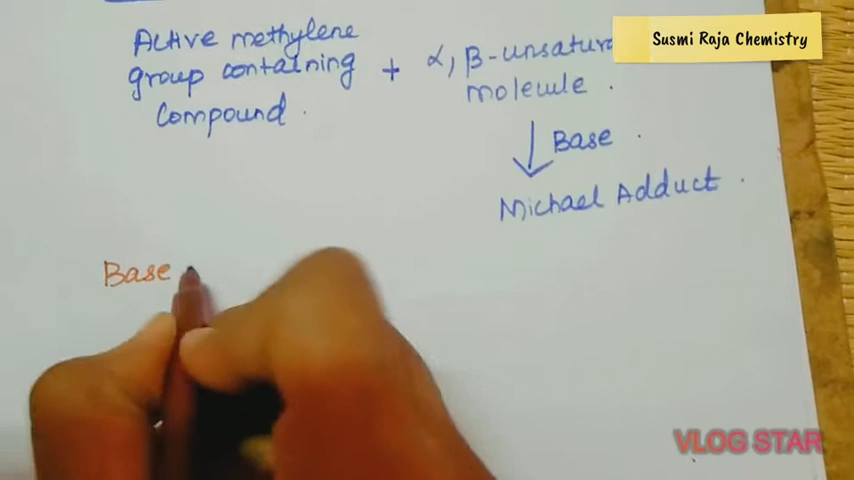 Susmi Raja Chemistry
Active methylene
group containing
compound .
+
α, β-unsatura
molecule .
Base .
Michael Adduct .
Base
VLOG STAR